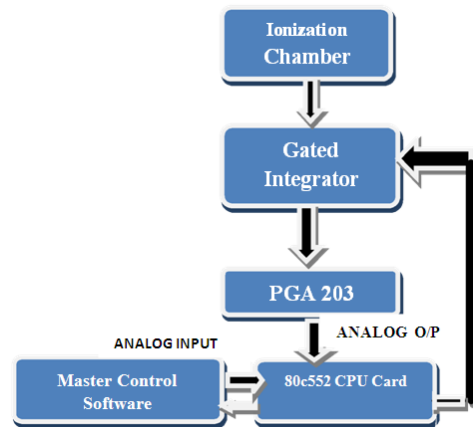 Ionization
Chamber
Gated
Integrator
PGA 203
ANALOG O/P
ANALOG INPUT
Master Control
Software
80c552 CPU Card